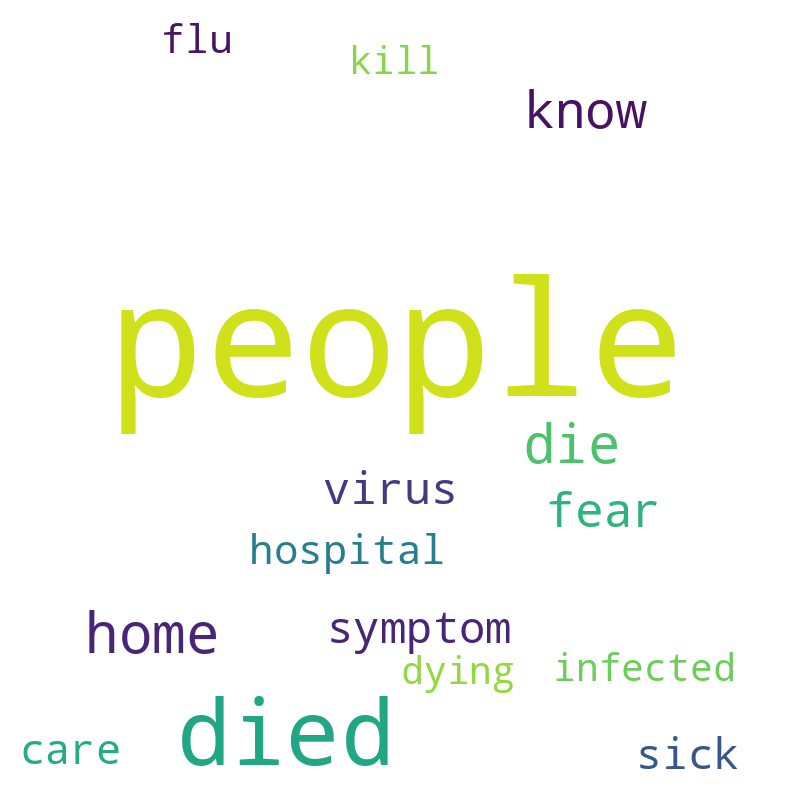 flu
kill
know
people
die
virus
fear
hospital
home
symptom
dying
infected
died
care
sick